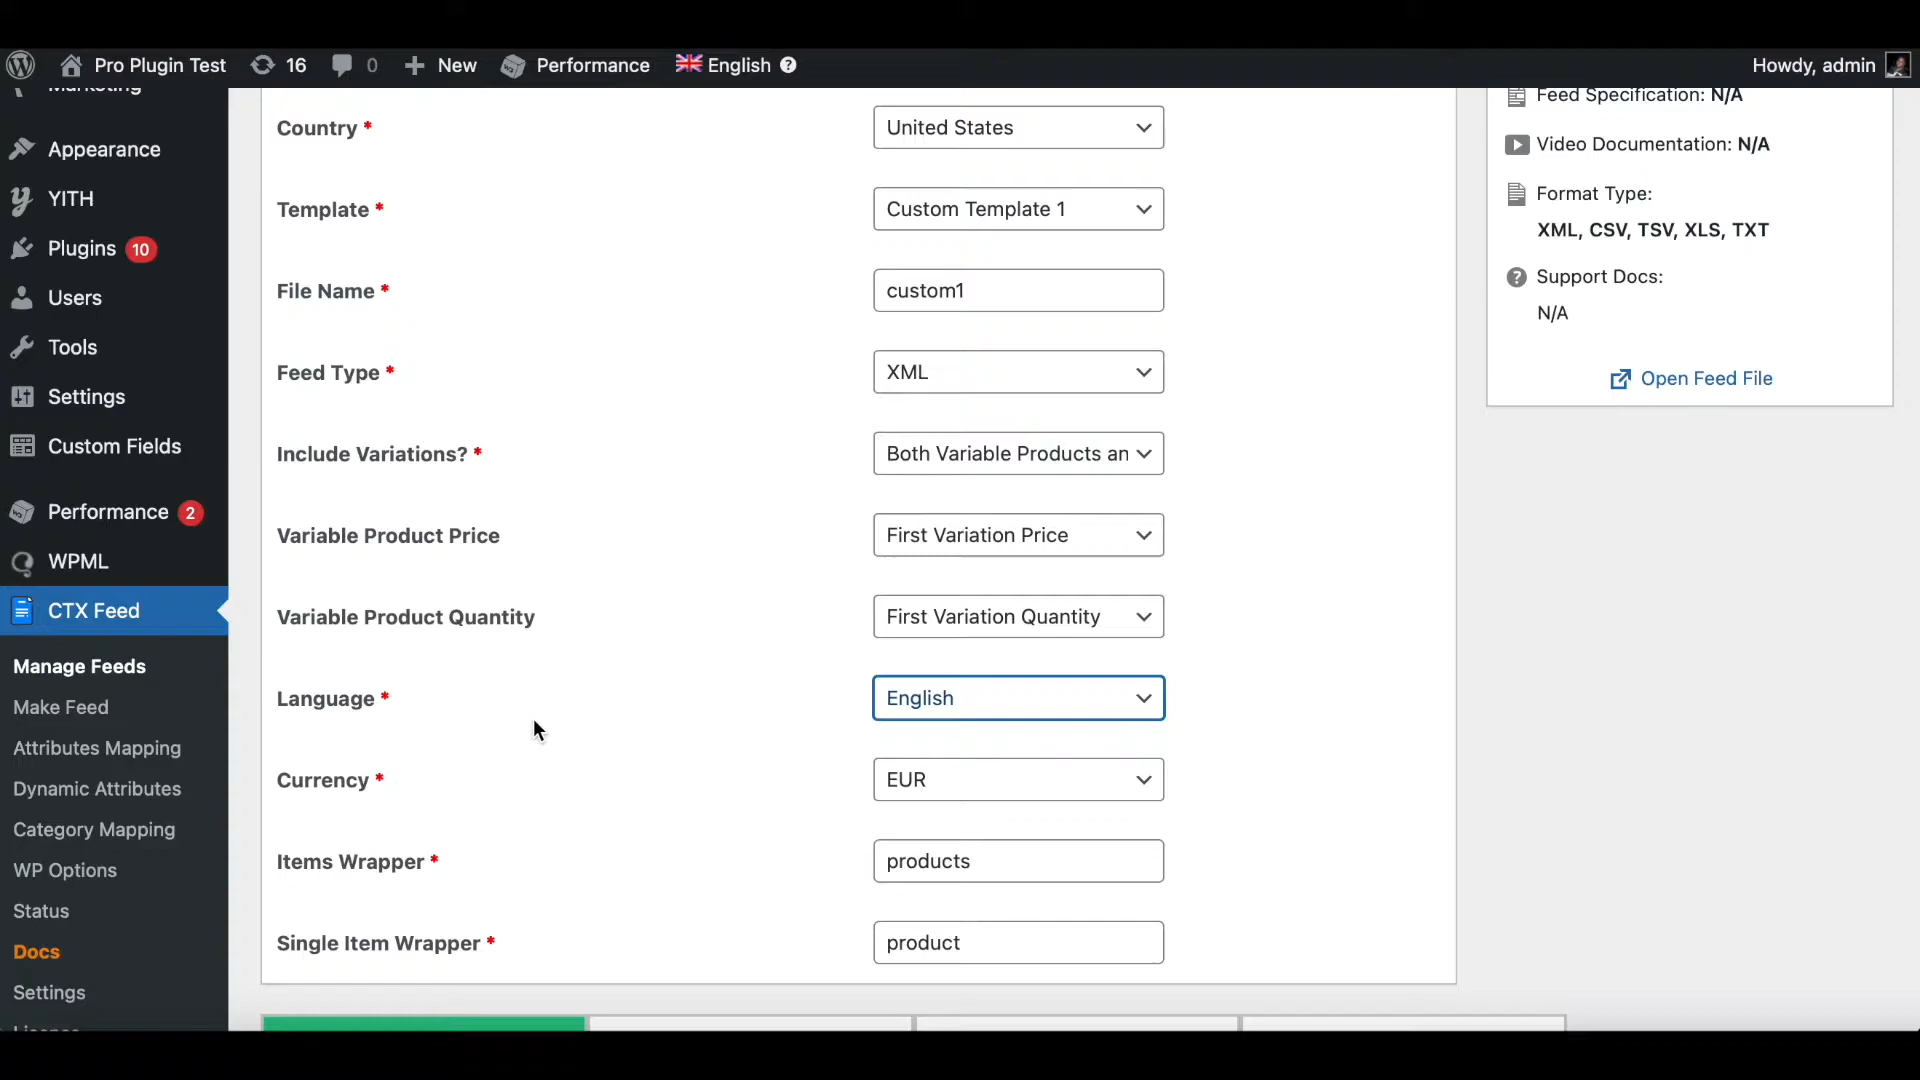 Pro Plugin Test
16
0
New
Performance
English
Howdy, admin
Marketing
Appearance
YITH
Plugins 10
Users
Tools
Settings
Custom Fields
Performance 2
WPML
CTX Feed
Manage Feeds
Make Feed
Attributes Mapping
Dynamic Attributes
Category Mapping
WP Options
Status
Docs
Settings
Country * United States
Template * Custom Template 1
File Name * custom1
Feed Type * XML
Include Variations? * Both Variable Products an
Variable Product Price First Variation Price
Variable Product Quantity First Variation Quantity
Language * English
Currency * EUR
Items Wrapper * products
Single Item Wrapper * product
Feed Specification: N/A
Video Documentation: N/A
Format Type:
XML, CSV, TSV, XLS, TXT
Support Docs:
N/A
Open Feed File